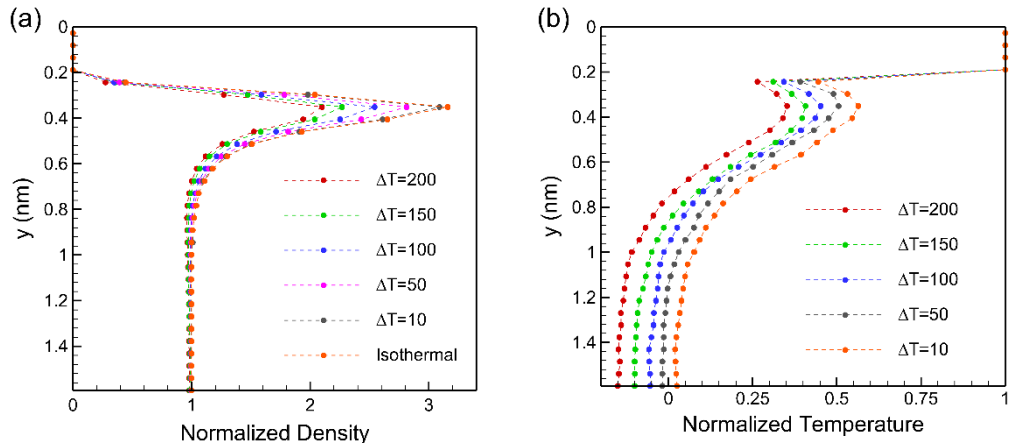 (a)
0
0.2
0.4
0.6
0.8
1
1.2
1.4
y (nm)
ΔT=200
ΔT=150
ΔT=100
ΔT=50
ΔT=10
Isothermal
0 1 2 3
Normalized Density
(b)
0
0.2
0.4
0.6
0.8
1
1.2
1.4
y (nm)
ΔT=200
ΔT=150
ΔT=100
ΔT=50
ΔT=10
0 0.25 0.5 0.75 1
Normalized Temperature